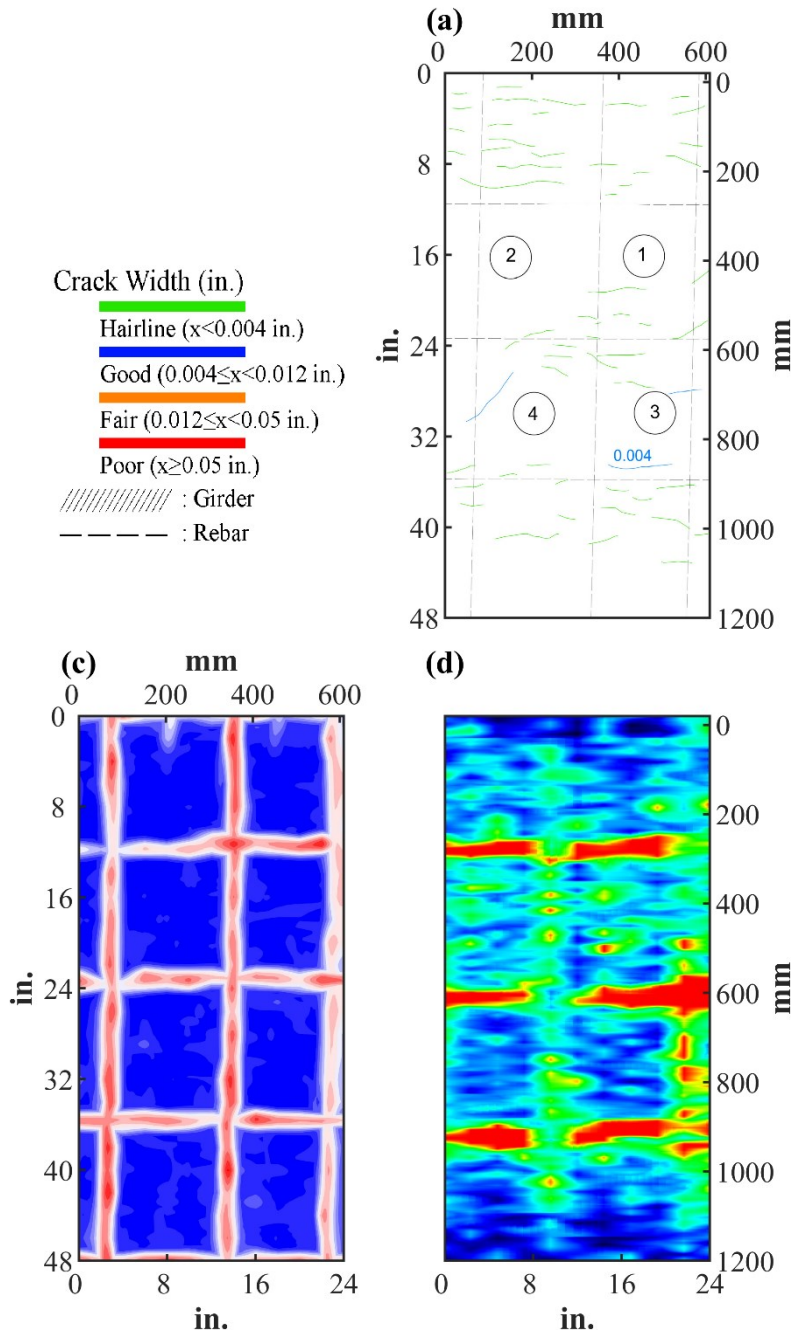 (a)
mm
0 200 400 600
0
8
16
24
32
40
48
in.
0
200
400
600
800
1000
1200
mm
2
1
4
3
0.004
Crack Width (in.)
Hairline (x<0.004 in.)
Good (0.004≤x<0.012 in.)
Fair (0.012≤x<0.05 in.)
Poor (x≥0.05 in.)
: Girder
: Rebar
(c)
mm
0 200 400 600
0
8
16
24
32
40
48
in.
0 8 16 24
in.
(d)
0
200
400
600
800
1000
1200
mm
0 8 16 24
in.